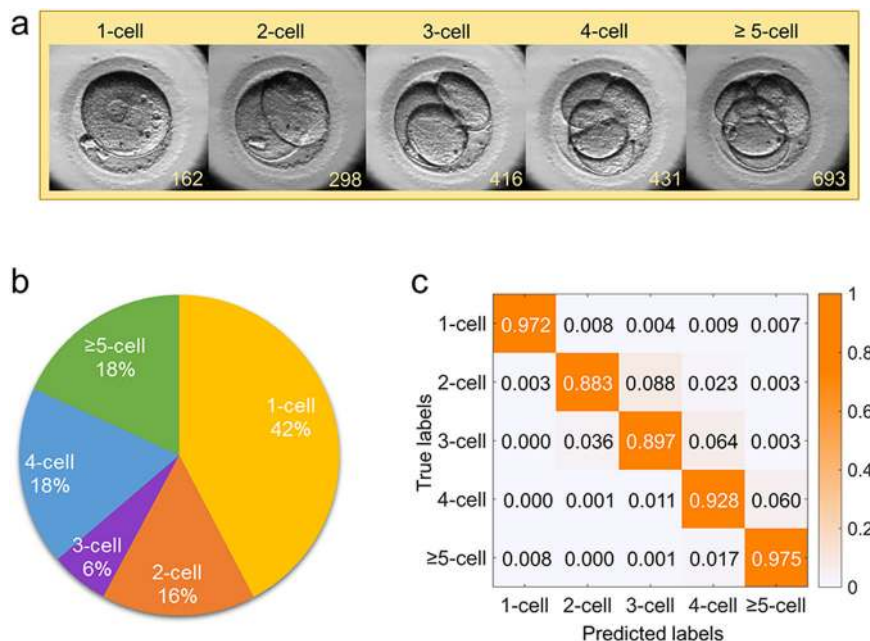 a
1-cell 2-cell 3-cell 4-cell ≥ 5-cell
162 298 416 431 693
b
≥5-cell
18%
1-cell
42%
4-cell
18%
3-cell
6%
2-cell
16%
c
True labels
1-cell 0.972 0.008 0.004 0.009 0.007
2-cell 0.003 0.883 0.088 0.023 0.003
3-cell 0.000 0.036 0.897 0.064 0.003
4-cell 0.000 0.001 0.011 0.928 0.060
≥5-cell 0.008 0.000 0.001 0.017 0.975
1-cell 2-cell 3-cell 4-cell ≥5-cell
Predicted labels
1
0.8
0.6
0.4
0.2
0